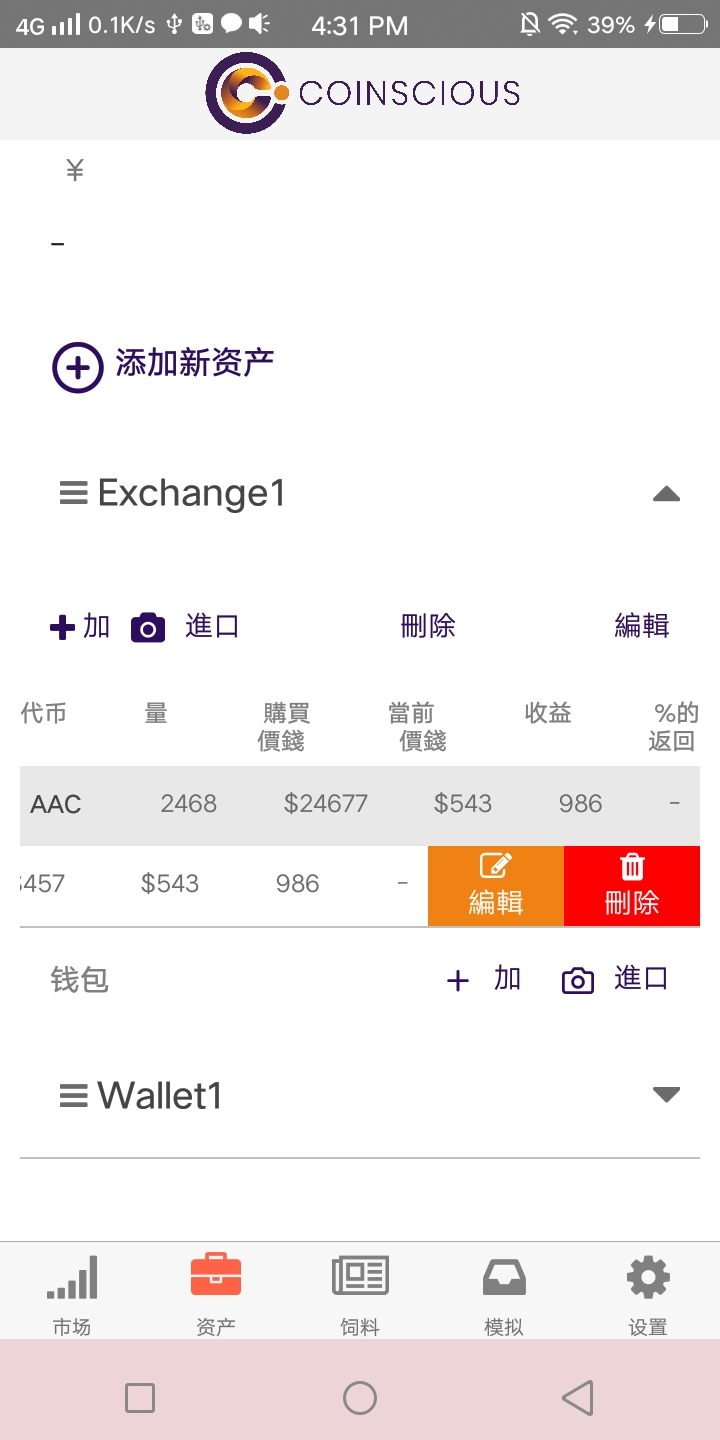 4G 0.1K/s 4:31 PM 39%
COINSCIOUS
¥
–
添加新资产
Exchange1
加 進口 刪除 編輯
代币 量 購買價錢 當前價錢 收益 %的返回
AAC 2468 $24677 $543 986 –
457 $543 986 – 編輯 刪除
钱包 + 加 進口
Wallet1
市场 资产 饲料 模拟 设置